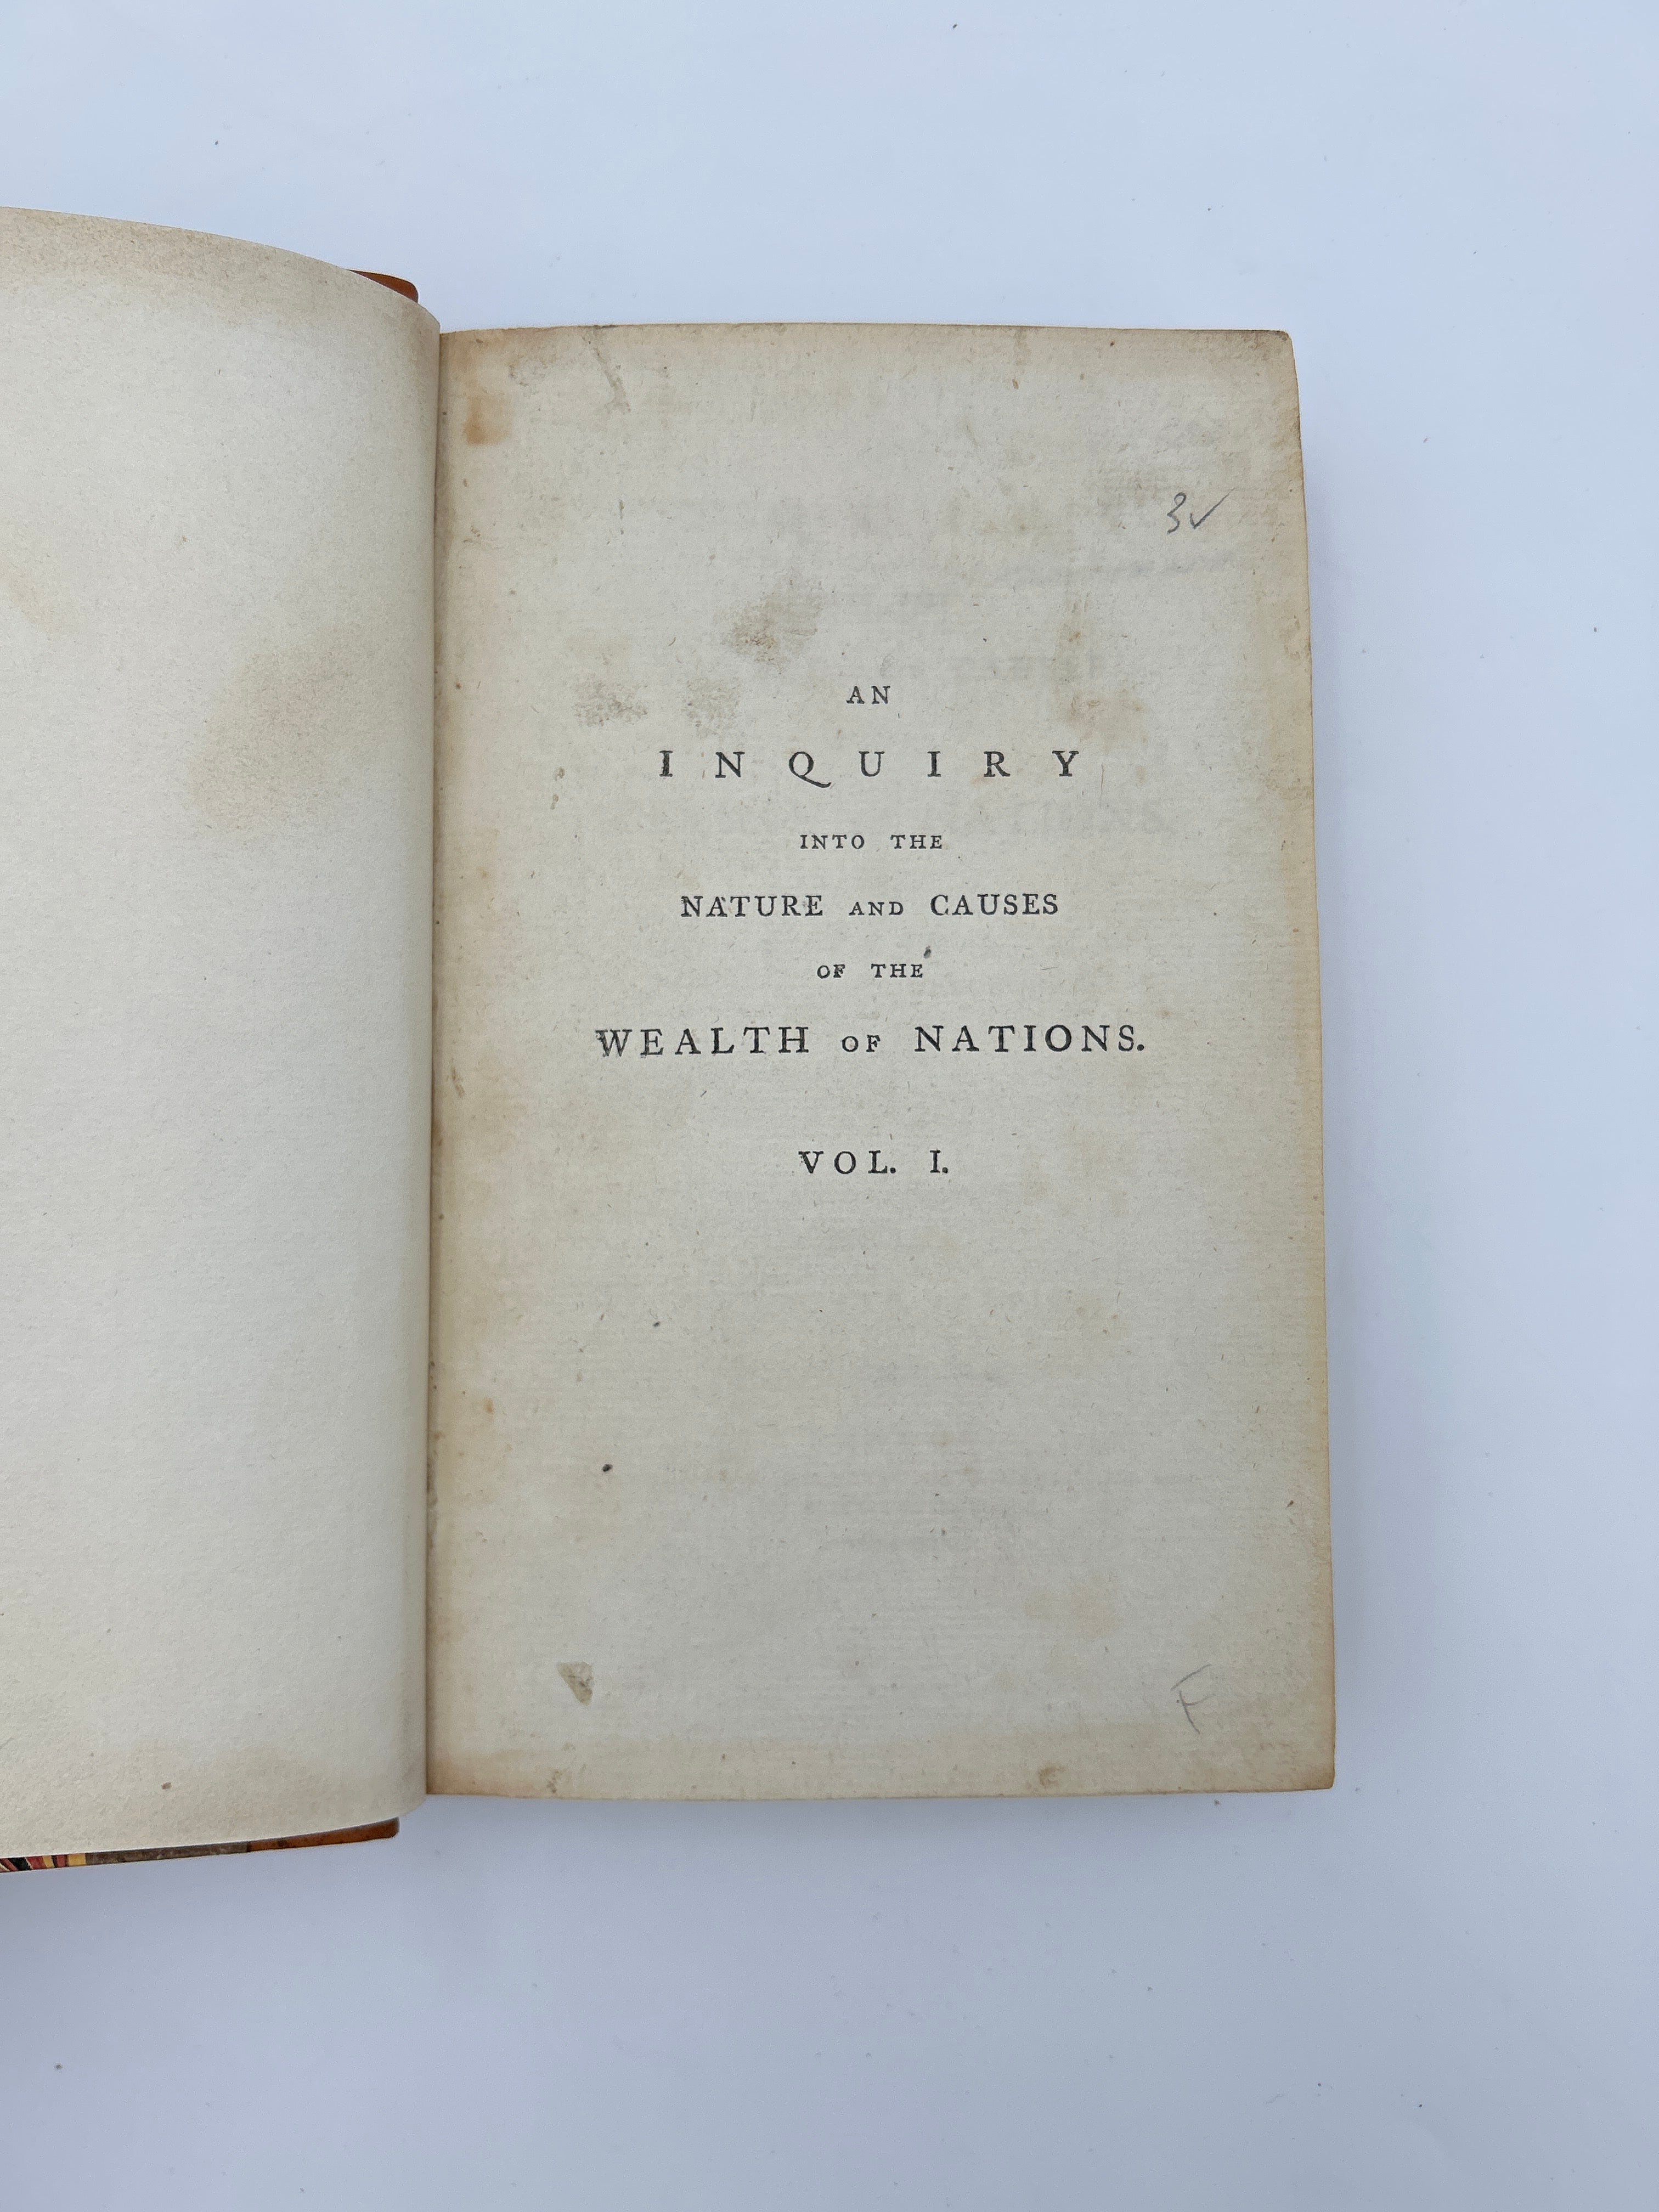 3✓
AN
INQUIRY
INTO THE
NATURE AND CAUSES
OF THE
WEALTH OF NATIONS.
VOL. I.
F